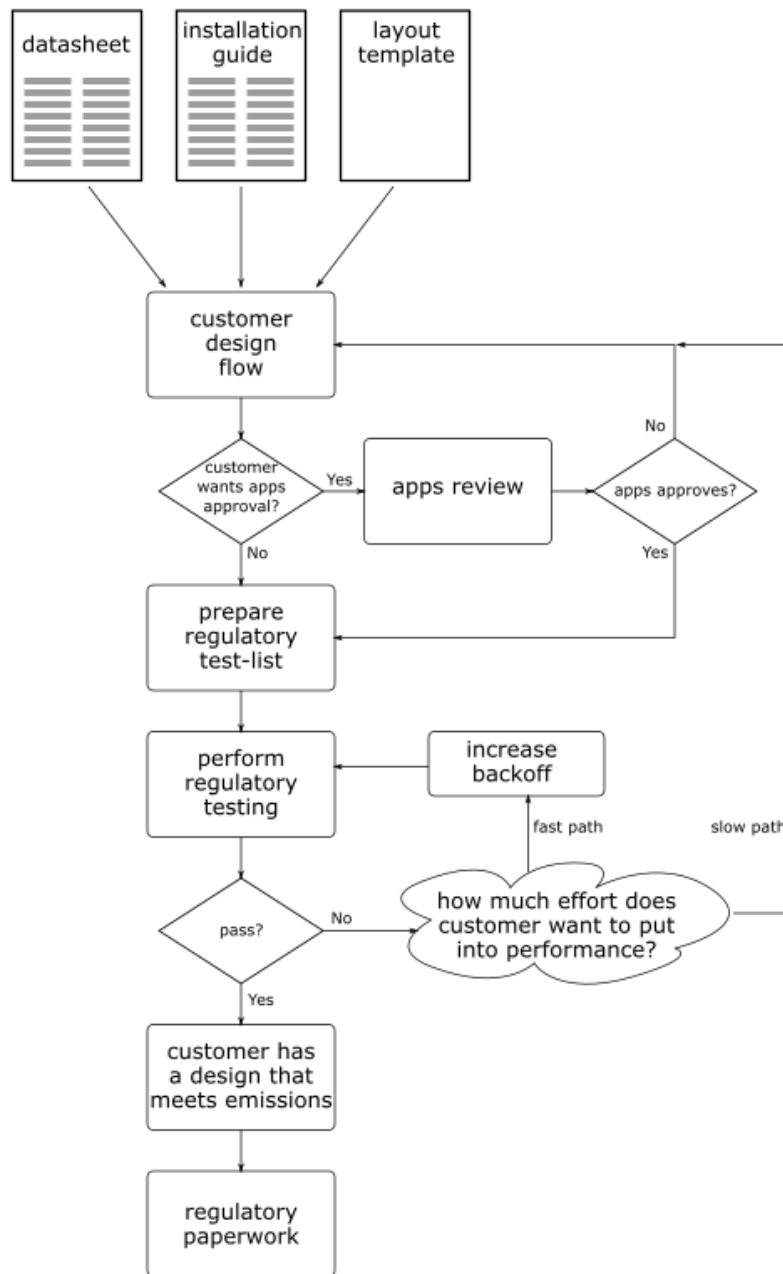 datasheet
installation
guide
layout
template
customer
design
flow
customer
wants apps
approval?
Yes
apps review
apps approves?
No
Yes
No
prepare
regulatory
test-list
perform
regulatory
testing
increase
backoff
fast path
slow path
pass?
No
how much effort does
customer want to put
into performance?
Yes
customer has
a design that
meets emissions
regulatory
paperwork